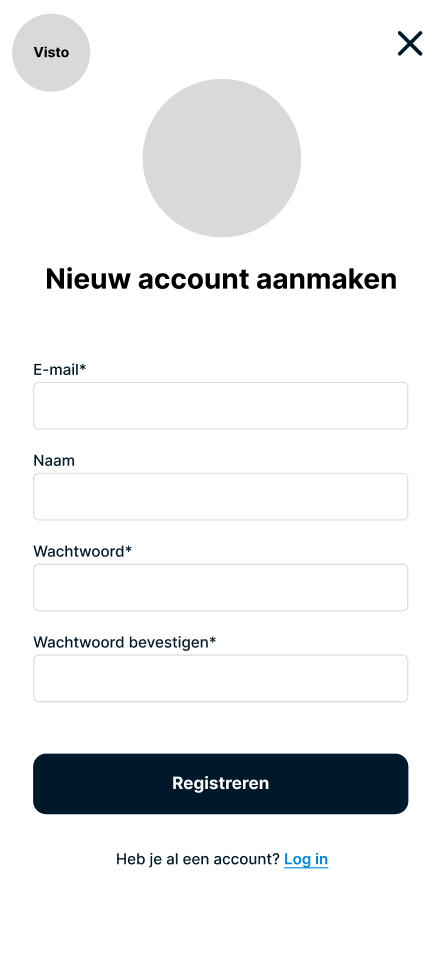 Visto
Nieuw account aanmaken
E-mail*
Naam
Wachtwoord*
Wachtwoord bevestigen*
Registreren
Heb je al een account? Log in